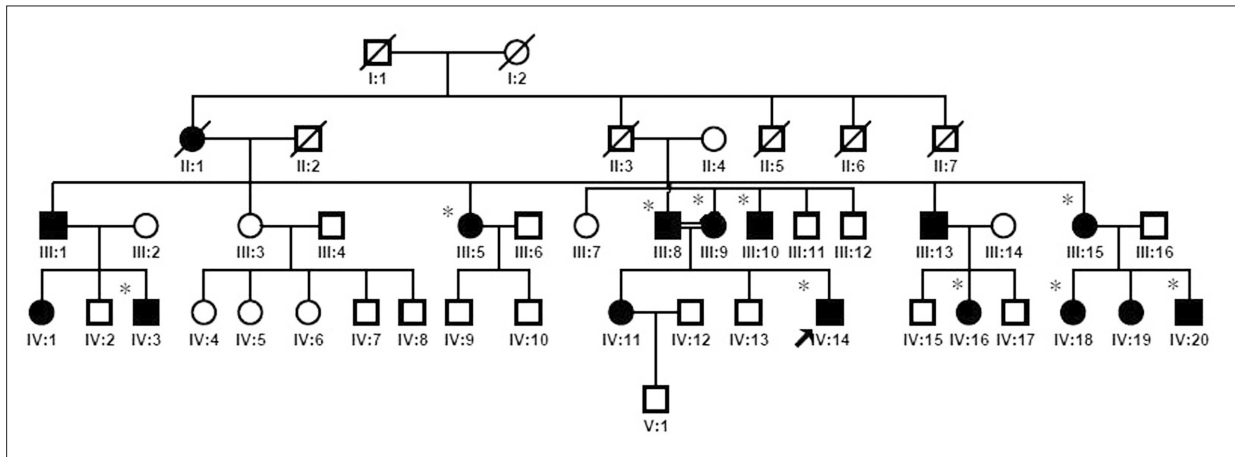 I:1 I:2
II:1 II:2 II:3 II:4 II:5 II:6 II:7
* * * * *
III:1 III:2 III:3 III:4 III:5 III:6 III:7 III:8 III:9 III:10 III:11 III:12 III:13 III:14 III:15 III:16
* * * * *
IV:1 IV:2 IV:3 IV:4 IV:5 IV:6 IV:7 IV:8 IV:9 IV:10 IV:11 IV:12 IV:13 IV:14 IV:15 IV:16 IV:17 IV:18 IV:19 IV:20
V:1